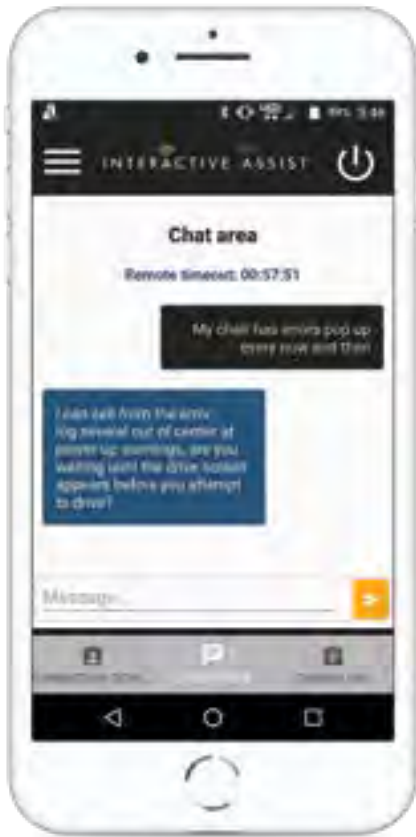 INTERACTIVE ASSIST
Chat area
Remote timeout: 00:57:51
My chair has errors pop up
every now and then
I can see from the error
log several out of center at
power up warnings, are you
waiting until the drive screen
appears before you attempt
to drive?
Message...